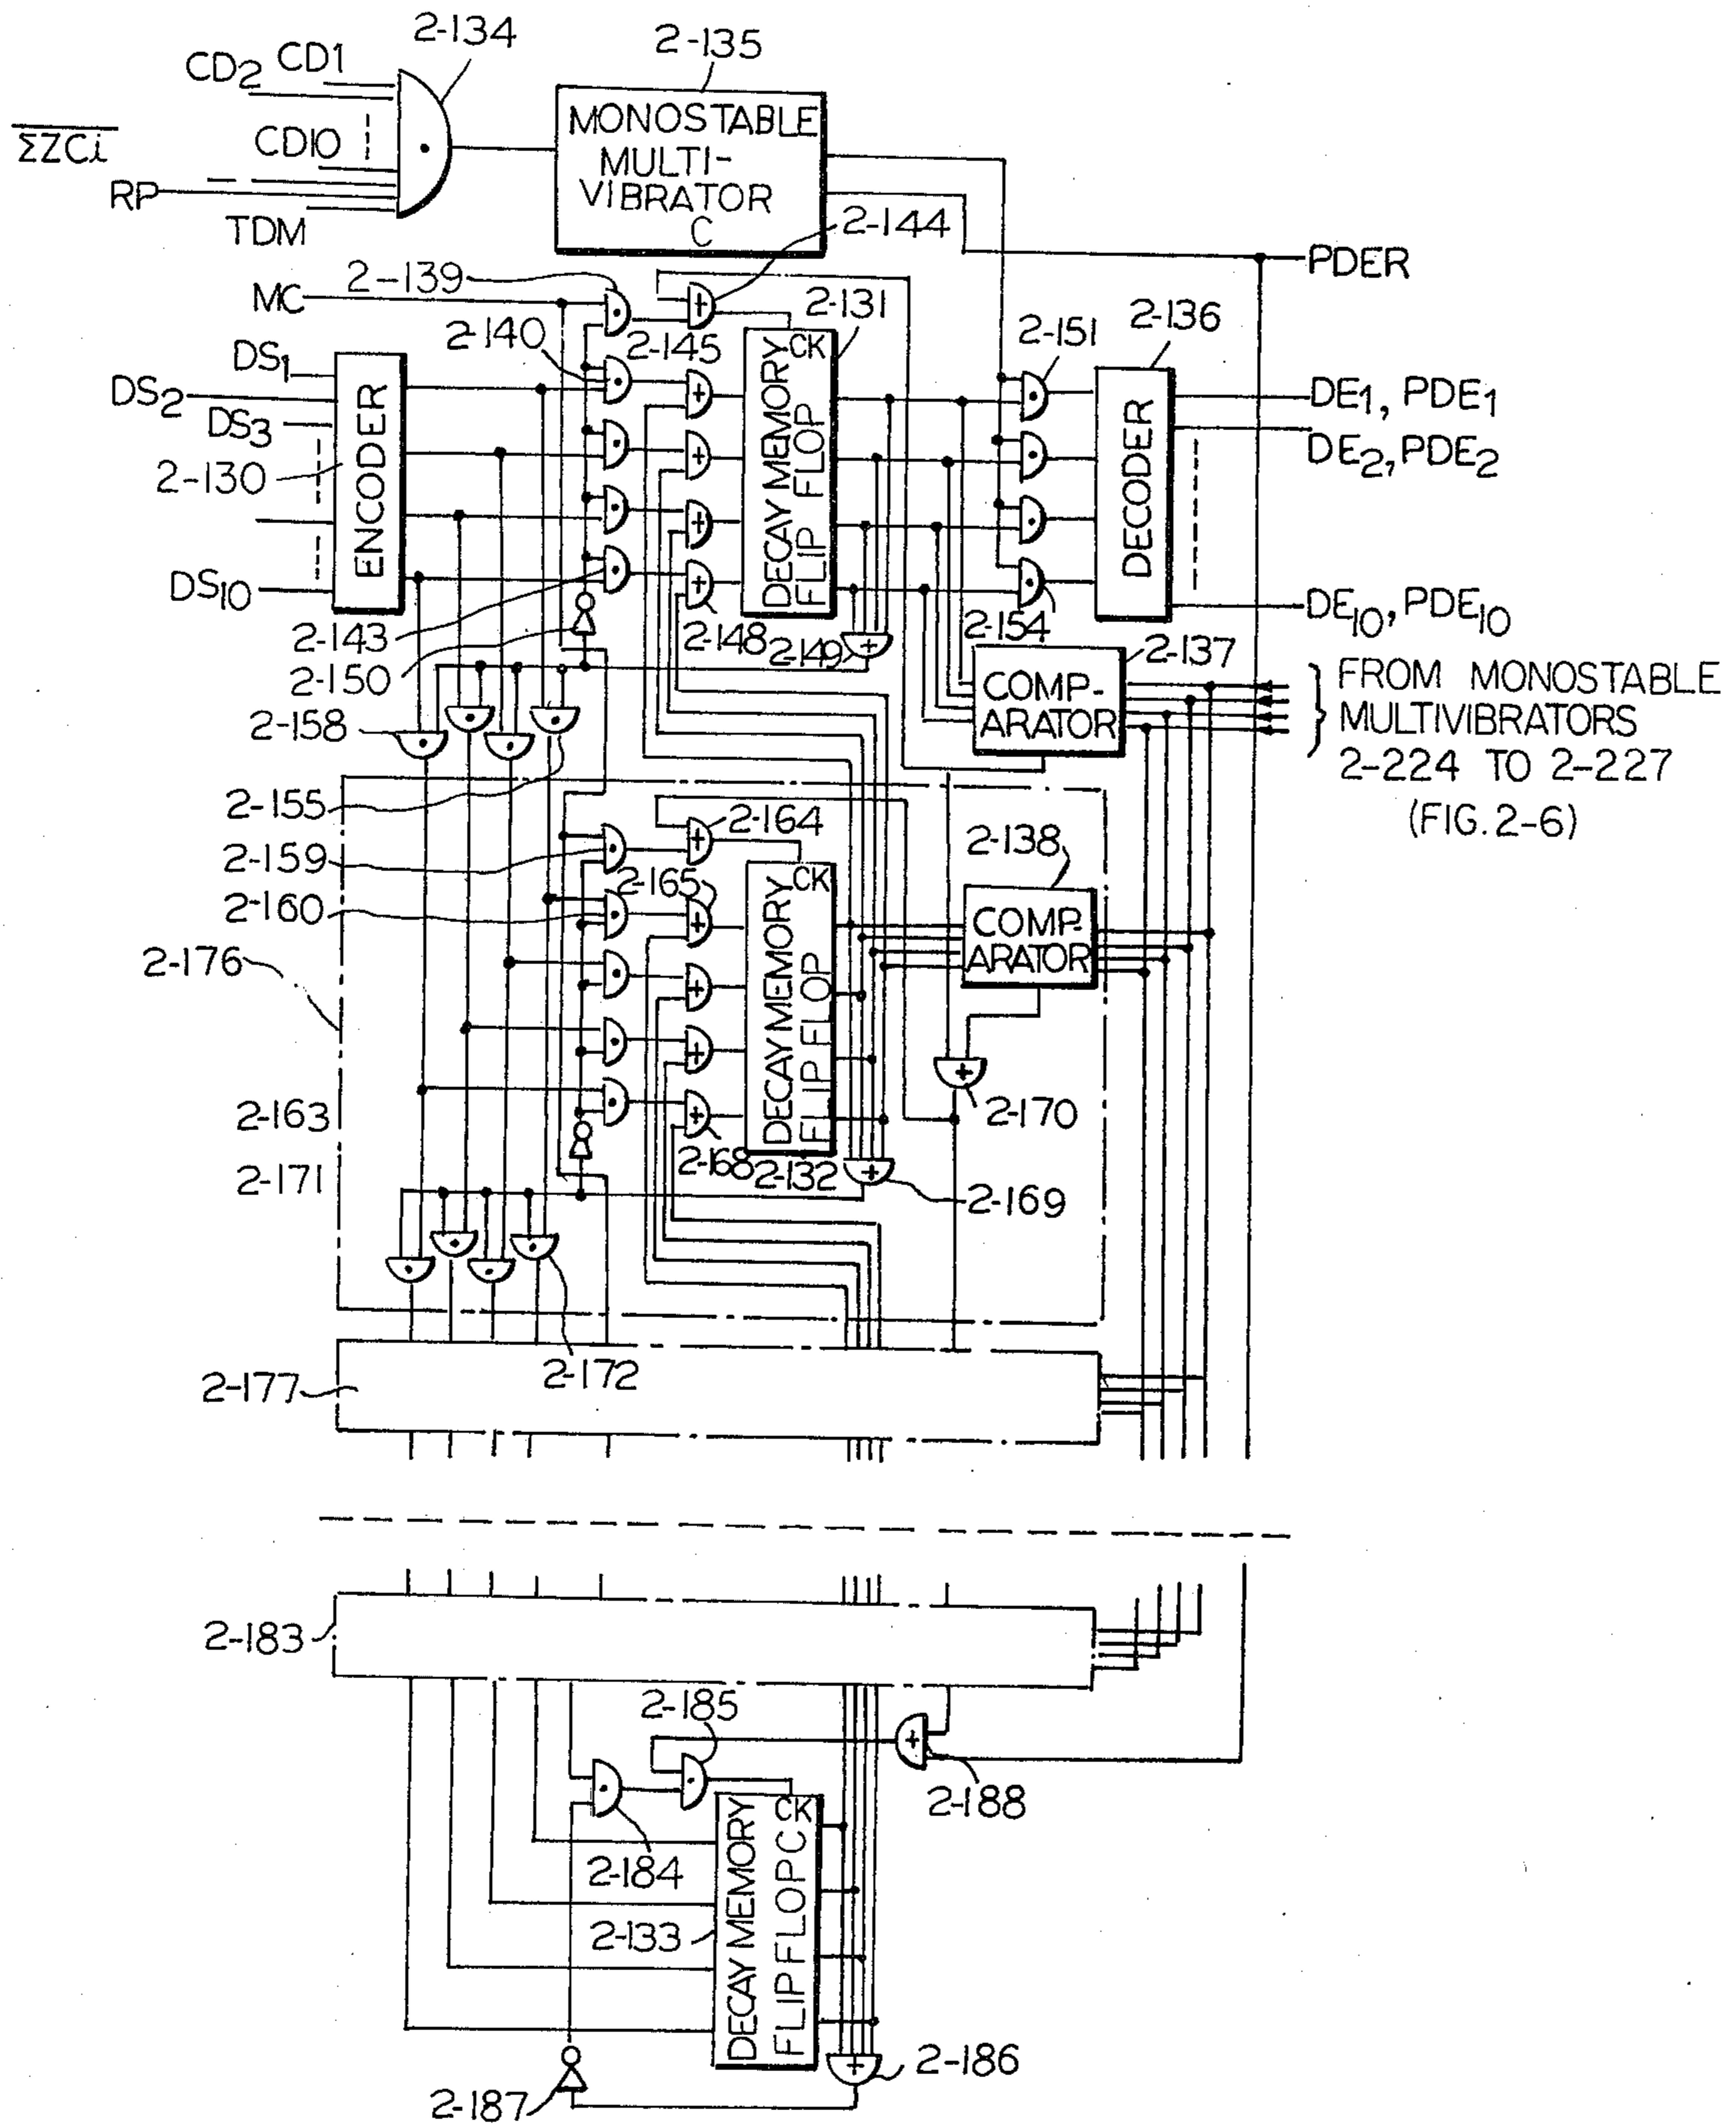 2-134
CD1
CD2
2-135
MONOSTABLE
MULTI-
VIBRATOR
C
ΣZCi
CD10
RP
TDM
2-144
PDER
2-139
MC
2-131
2-140
2-145
CK
2-151
2-136
DS1
DS2
DS3
2-130
DS10
ENCODER
DECAY MEMORY
FLIP FLOP
DECODER
DE1, PDE1
DE2, PDE2
DE10, PDE10
2-143
2-150
2-148
2-149
2-154
2-137
COMP-
ARATOR
FROM MONOSTABLE
MULTIVIBRATORS
2-224 TO 2-227
(FIG. 2-6)
2-158
2-155
2-164
2-159
2-138
CK
2-165
2-160
COMP-
ARATOR
2-176
DECAY MEMORY
FLIP FLOP
2-170
2-163
2-168
2-132
2-171
2-169
2-172
2-177
2-183
2-185
2-188
CK
2-184
2-133
DECAY MEMORY
FLIP FLOP C
2-186
2-187